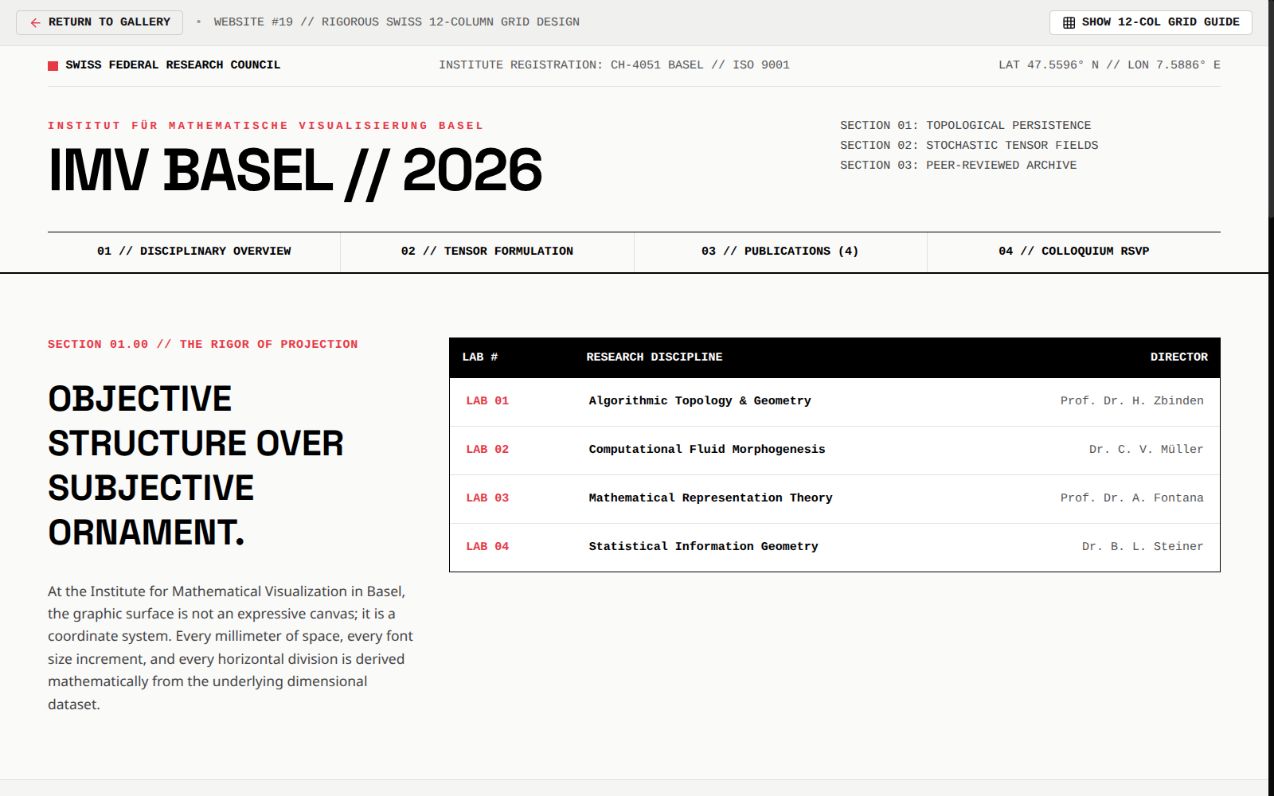 RETURN TO GALLERY • WEBSITE #19 // RIGOROUS SWISS 12-COLUMN GRID DESIGN SHOW 12-COL GRID GUIDE
SWISS FEDERAL RESEARCH COUNCIL INSTITUTE REGISTRATION: CH-4051 BASEL // ISO 9001 LAT 47.5596° N // LON 7.5886° E
INSTITUT FÜR MATHEMATISCHE VISUALISIERUNG BASEL
IMV BASEL // 2026
SECTION 01: TOPOLOGICAL PERSISTENCE
SECTION 02: STOCHASTIC TENSOR FIELDS
SECTION 03: PEER-REVIEWED ARCHIVE
01 // DISCIPLINARY OVERVIEW 02 // TENSOR FORMULATION 03 // PUBLICATIONS (4) 04 // COLLOQUIUM RSVP
SECTION 01.00 // THE RIGOR OF PROJECTION
OBJECTIVE
STRUCTURE OVER
SUBJECTIVE
ORNAMENT.
At the Institute for Mathematical Visualization in Basel,
the graphic surface is not an expressive canvas; it is a
coordinate system. Every millimeter of space, every font
size increment, and every horizontal division is derived
mathematically from the underlying dimensional
dataset.
LAB # RESEARCH DISCIPLINE DIRECTOR
LAB 01 Algorithmic Topology & Geometry Prof. Dr. H. Zbinden
LAB 02 Computational Fluid Morphogenesis Dr. C. V. Müller
LAB 03 Mathematical Representation Theory Prof. Dr. A. Fontana
LAB 04 Statistical Information Geometry Dr. B. L. Steiner